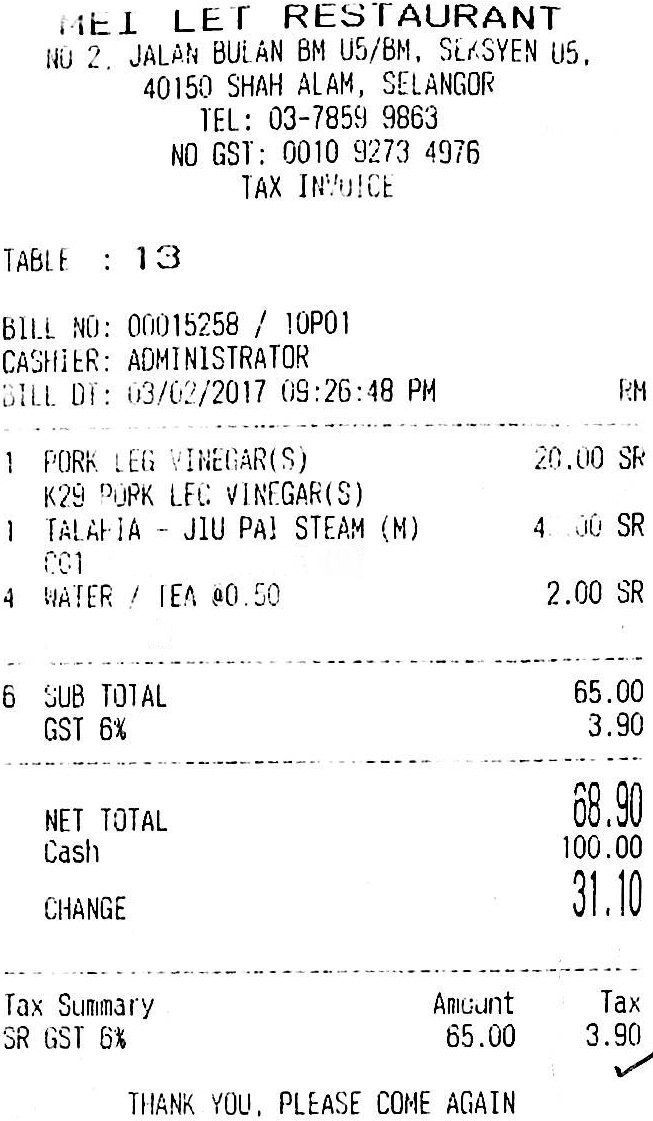 MEI LET RESTAURANT
NO 2, JALAN BULAN BM U5/BM, SEKSYEN U5,
40150 SHAH ALAM, SELANGOR
TEL: 03-7859 9863
NO GST: 0010 9273 4976
TAX INVOICE
TABLE : 13
BILL NO: 00015258 / 10P01
CASHIER: ADMINISTRATOR
BILL DT: 03/02/2017 09:26:48 PM RM
1 PORK LEG VINEGAR(S) 20.00 SR
K29 PORK LEG VINEGAR(S)
1 TALAPIA - JIU PAI STEAM (M) SR
4 WATER / TEA @0.50 2.00 SR
6 SUB TOTAL 65.00
GST 6% 3.90
NET TOTAL 68.90
Cash 100.00
CHANGE 31.10
Tax Summary Amount Tax
SR GST 6% 65.00 3.90
THANK YOU, PLEASE COME AGAIN